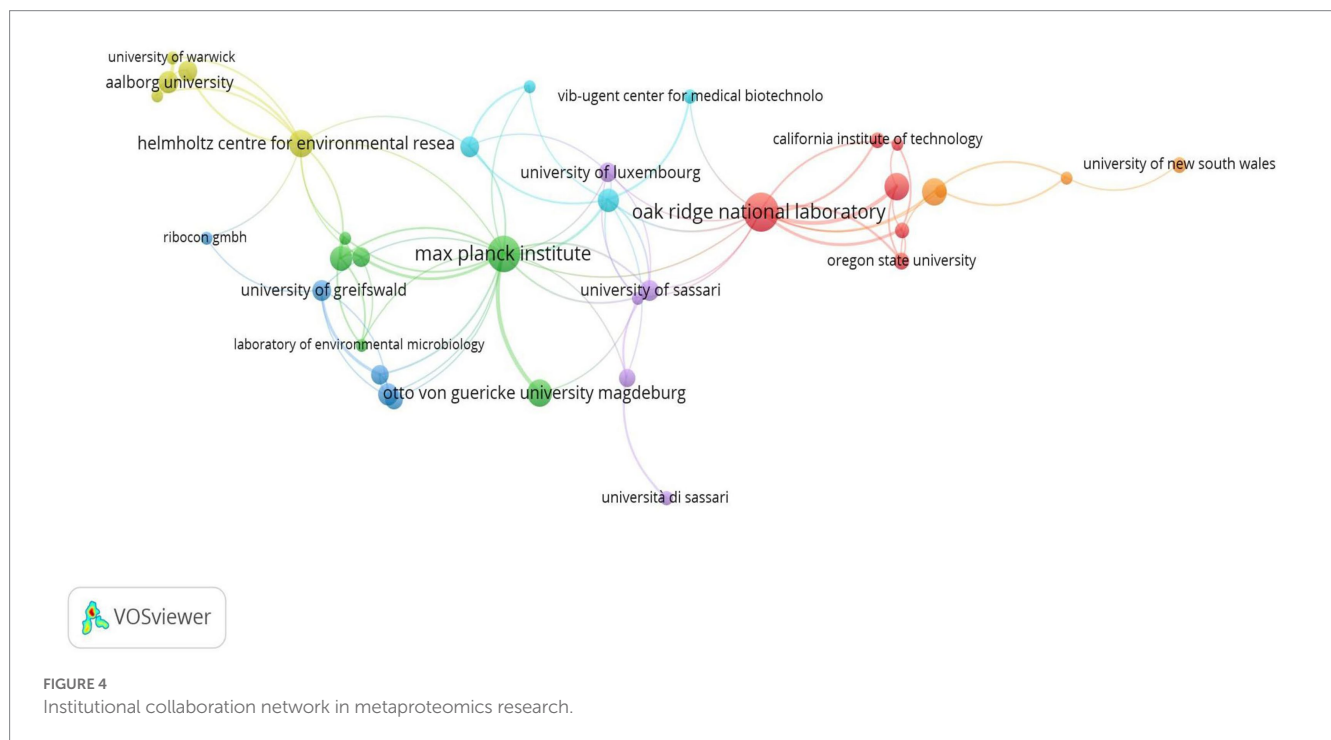 university of warwick
aalborg university
vib-ugent center for medical biotechnolo
helmholtz centre for environmental resea
california institute of technology
university of new south wales
university of luxembourg
oak ridge national laboratory
ribocon gmbh
max planck institute
oregon state university
university of greifswald
university of sassari
laboratory of environmental microbiology
otto von guericke university magdeburg
università di sassari
VOSviewer
FIGURE 4
Institutional collaboration network in metaproteomics research.